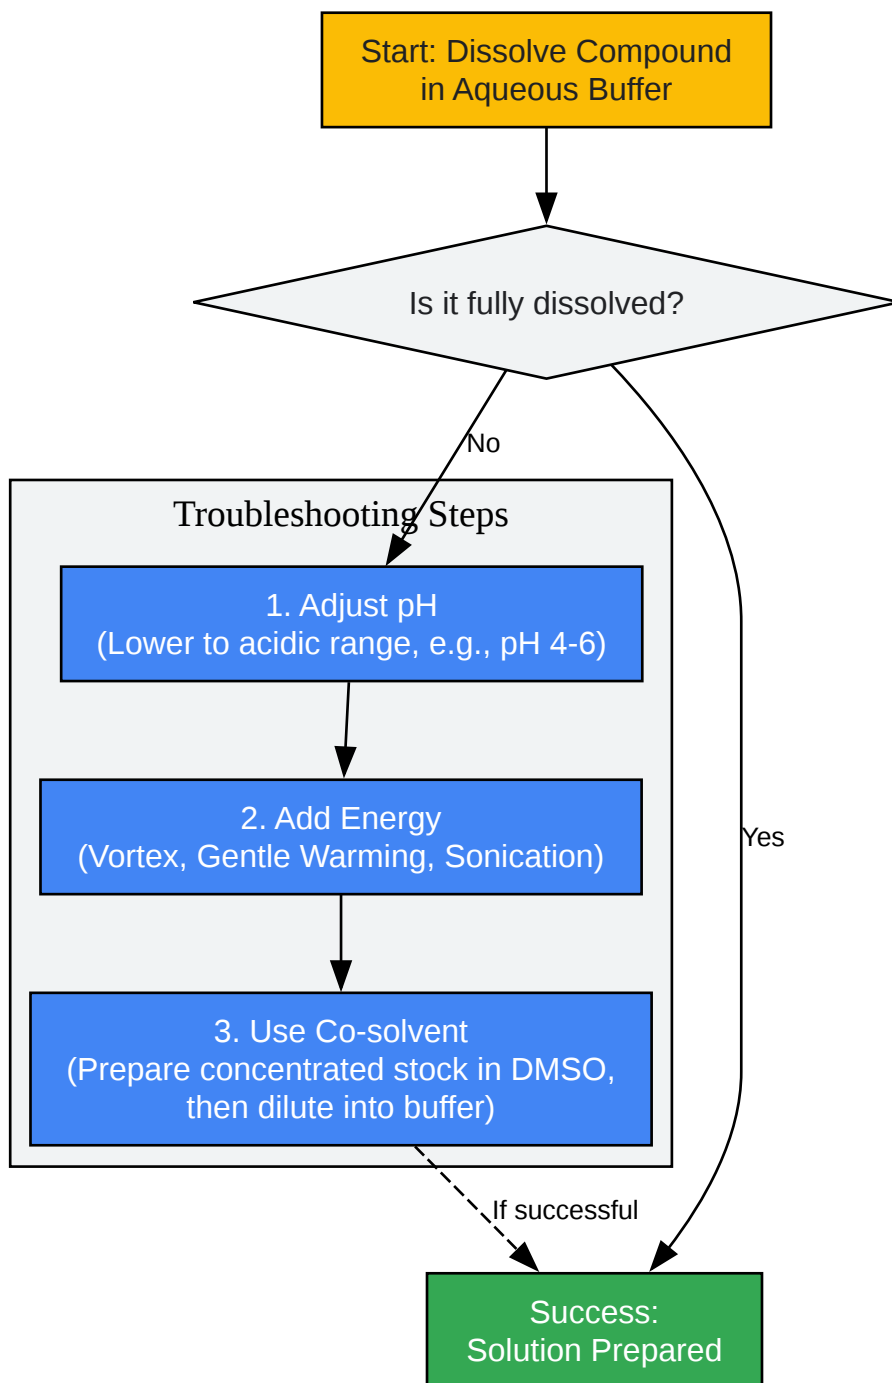 Start: Dissolve Compound
in Aqueous Buffer
Is it fully dissolved?
No
Troubleshooting Steps
1. Adjust pH
(Lower to acidic range, e.g., pH 4-6)
2. Add Energy
(Vortex, Gentle Warming, Sonication)
Yes
3. Use Co-solvent
(Prepare concentrated stock in DMSO,
then dilute into buffer)
If successful
Success:
Solution Prepared